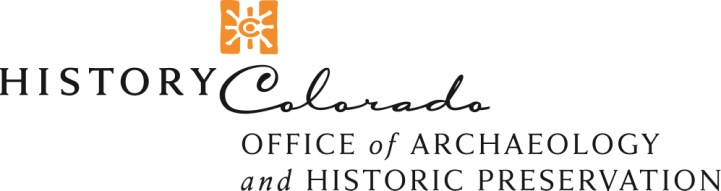 HISTORY Colorado
OFFICE of ARCHAEOLOGY
and HISTORIC PRESERVATION